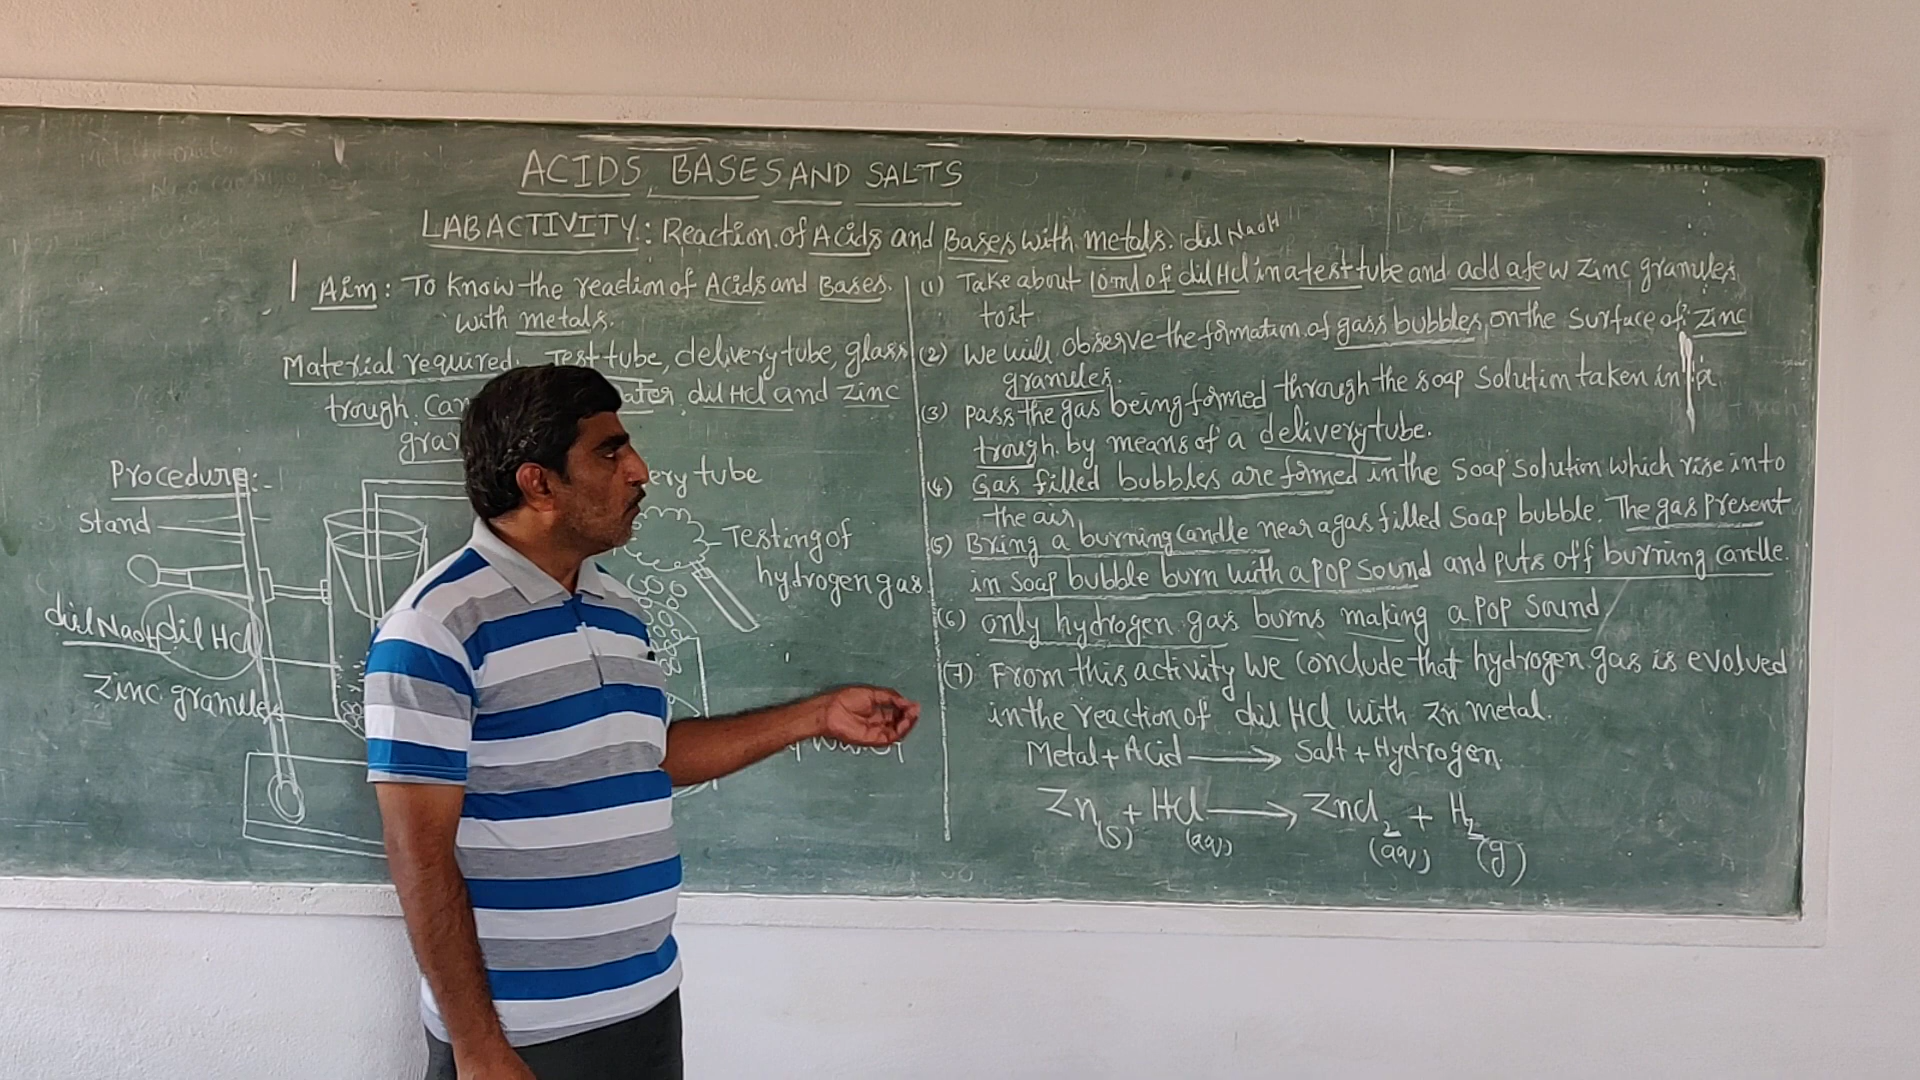 ACIDS, BASES AND SALTS
LAB ACTIVITY: Reaction of Acids and Bases with metals. dil NaoH
Aim: To know the reaction of Acids and Bases.
with metals.
Material required: Test tube, delivery tube, glass
trough, dil Hcl and zinc
Procedure:-
Stand
dil NaoH dil Hcl
Zinc granules
Testing of
hydrogen gas
(1) Take about 10ml of dil Hcl in a test tube and add a few zinc granules
to it
(2) We will observe the formation of gass bubbles, on the surface of zinc
granules.
(3) pass the gas being formed through the soap solution taken in a
trough by means of a delivery tube.
(4) Gas filled bubbles are formed in the soap solution which rise into
the air
(5) Bring a burning candle near a gas filled soap bubble. The gas present
in soap bubble burn with a pop sound and puts off burning candle.
(6) only hydrogen gas burns making a pop sound
(7) From this activity we conclude that hydrogen gas is evolved
in the reaction of dil Hcl with zn metal.
Metal + Acid → Salt + Hydrogen
Zn(s) + Hcl(aq) → Zncl2(aq) + H2(g)